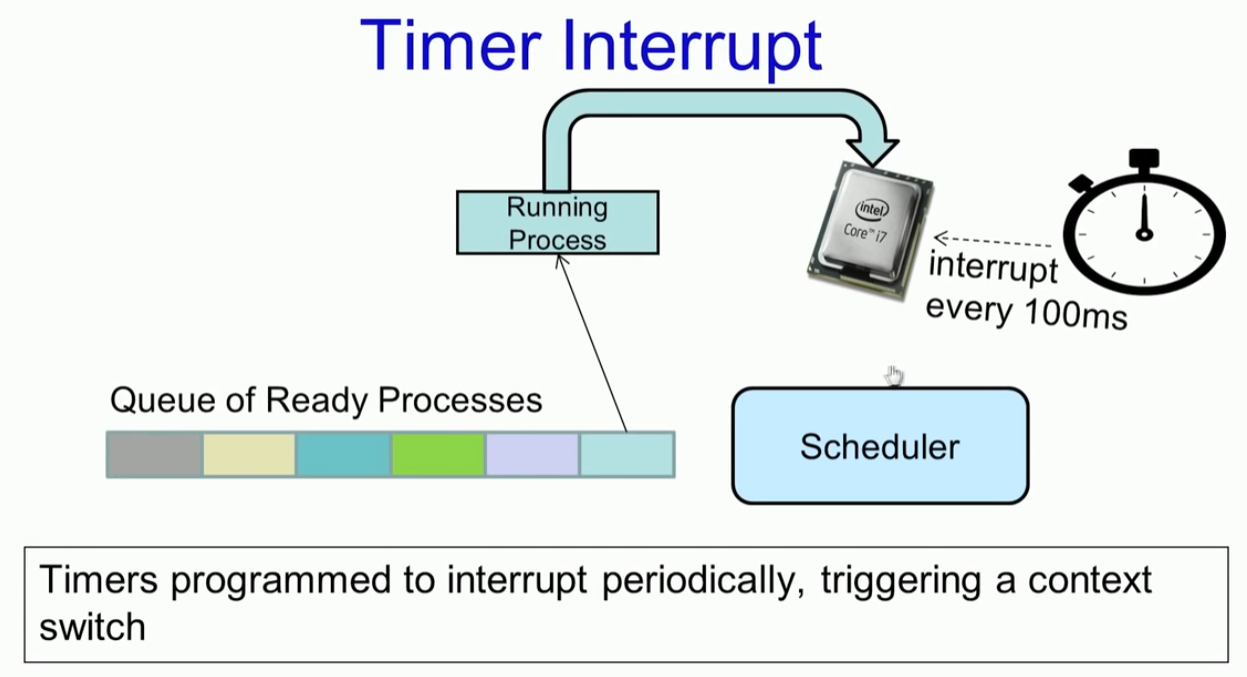 Timer Interrupt
Running
Process
intel
Core™ i7
interrupt
every 100ms
Queue of Ready Processes
Scheduler
Timers programmed to interrupt periodically, triggering a context
switch